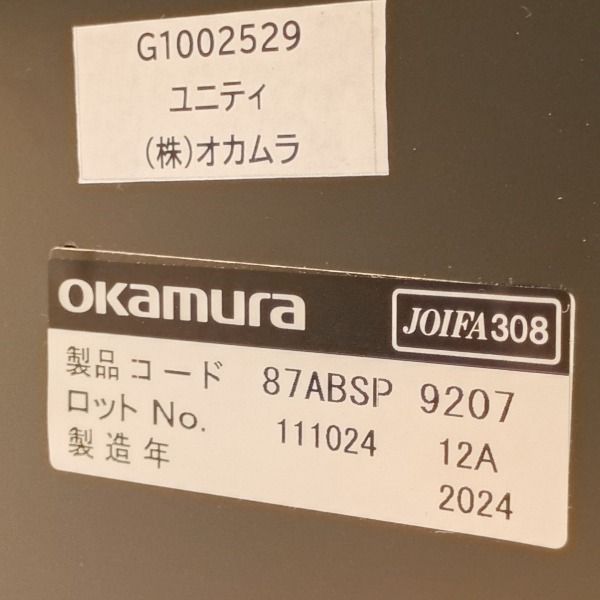 G1002529
ユニティ
(株)オカムラ
okamura JOIFA308
製品コード 87ABSP 9207
ロット No. 111024 12A
製造年 2024